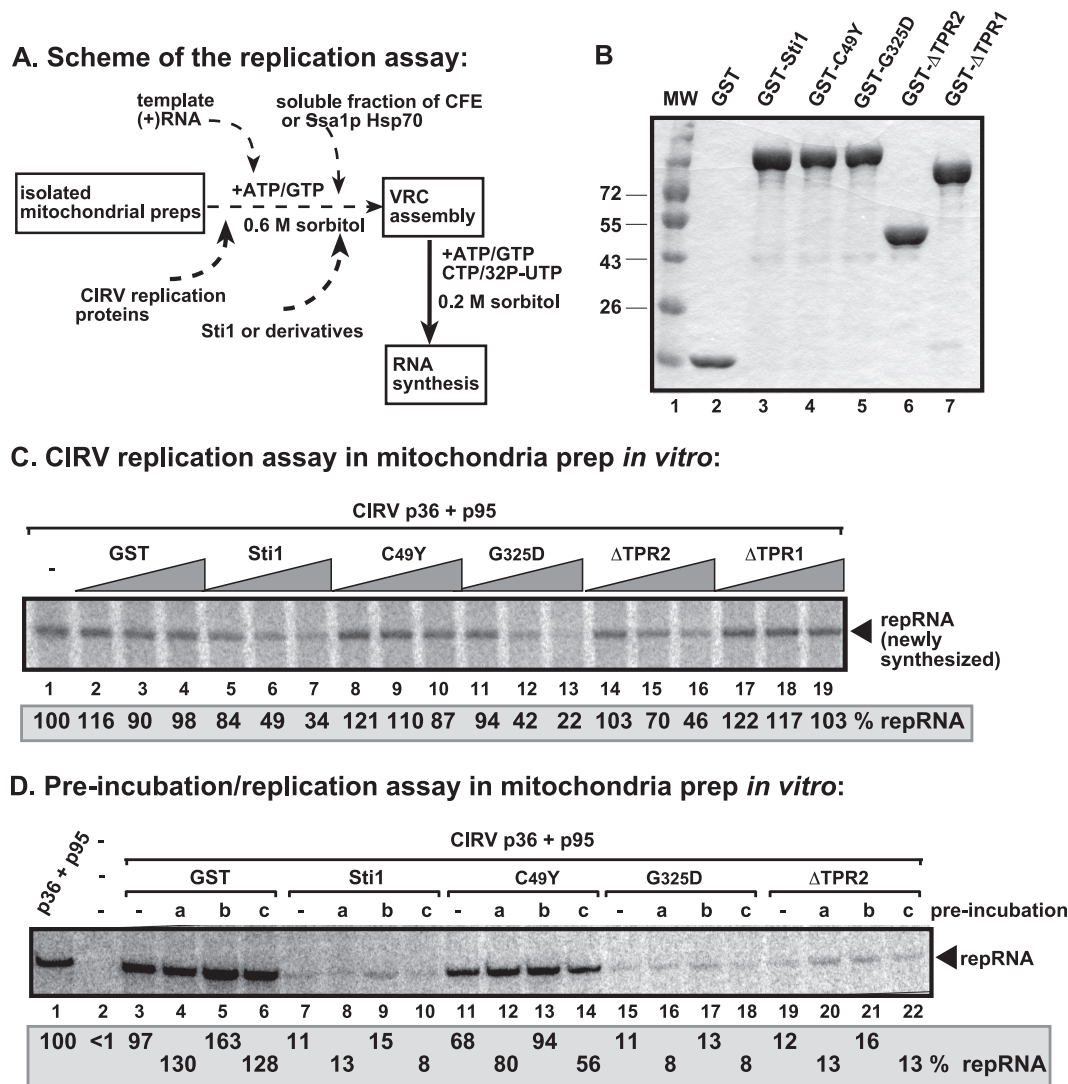 A. Scheme of the replication assay:
template
(+)RNA
soluble fraction of CFE
or Ssa1p Hsp70
isolated
mitochondrial preps
+ATP/GTP
0.6 M sorbitol
VRC
assembly
CIRV replication
proteins
Sti1 or derivatives
+ATP/GTP
CTP/32P-UTP
0.2 M sorbitol
RNA
synthesis
B
MW GST GST-Sti1 GST-C49Y GST-G325D GST-ΔTPR2 GST-ΔTPR1
72
55
43
26
1 2 3 4 5 6 7
C. CIRV replication assay in mitochondria prep in vitro:
CIRV p36 + p95
- GST Sti1 C49Y G325D ΔTPR2 ΔTPR1
repRNA
(newly
synthesized)
1 2 3 4 5 6 7 8 9 10 11 12 13 14 15 16 17 18 19
100 116 90 98 84 49 34 121 110 87 94 42 22 103 70 46 122 117 103 % repRNA
D. Pre-incubation/replication assay in mitochondria prep in vitro:
p36 + p95
-
-
-
CIRV p36 + p95
GST Sti1 C49Y G325D ΔTPR2
- a b c - a b c - a b c - a b c - a b c pre-incubation
repRNA
1 2 3 4 5 6 7 8 9 10 11 12 13 14 15 16 17 18 19 20 21 22
100 <1 97 163 11 15 68 94 11 13 12 16
130 128 13 8 80 56 8 8 13 13 % repRNA